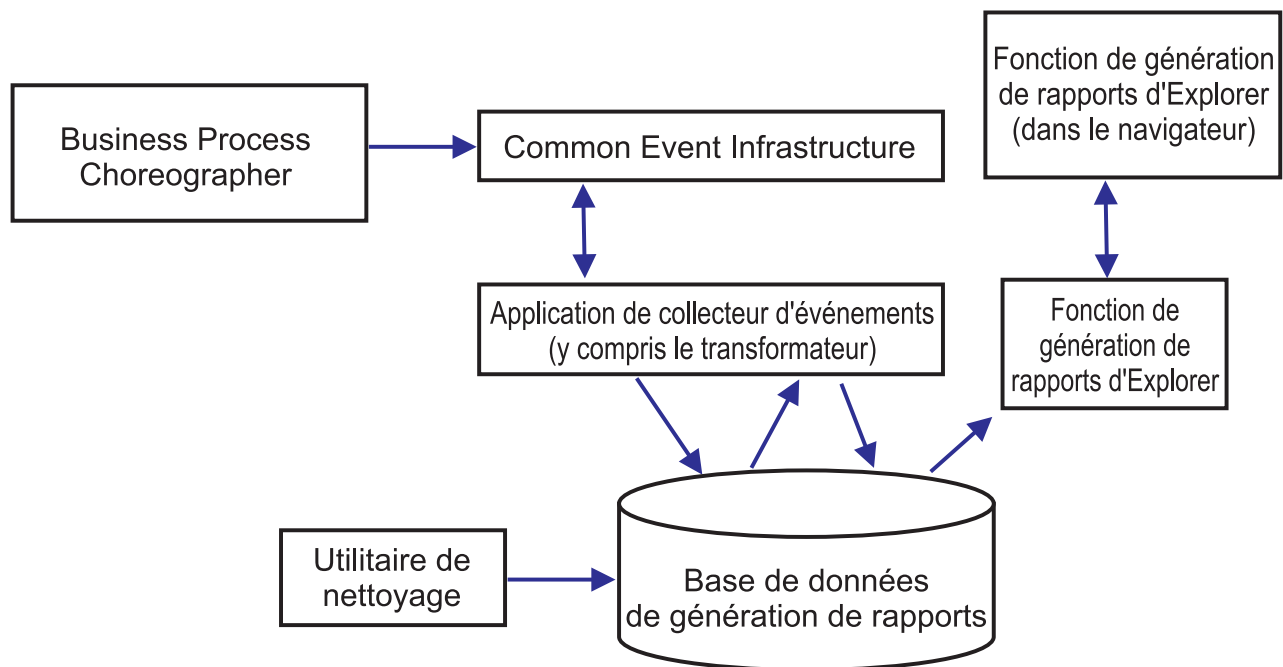 Business Process
Choreographer
Common Event Infrastructure
Fonction de génération
de rapports d'Explorer
(dans le navigateur)
Application de collecteur d'événements
(y compris le transformateur)
Fonction de
génération de
rapports d'Explorer
Utilitaire de
nettoyage
Base de données
de génération de rapports